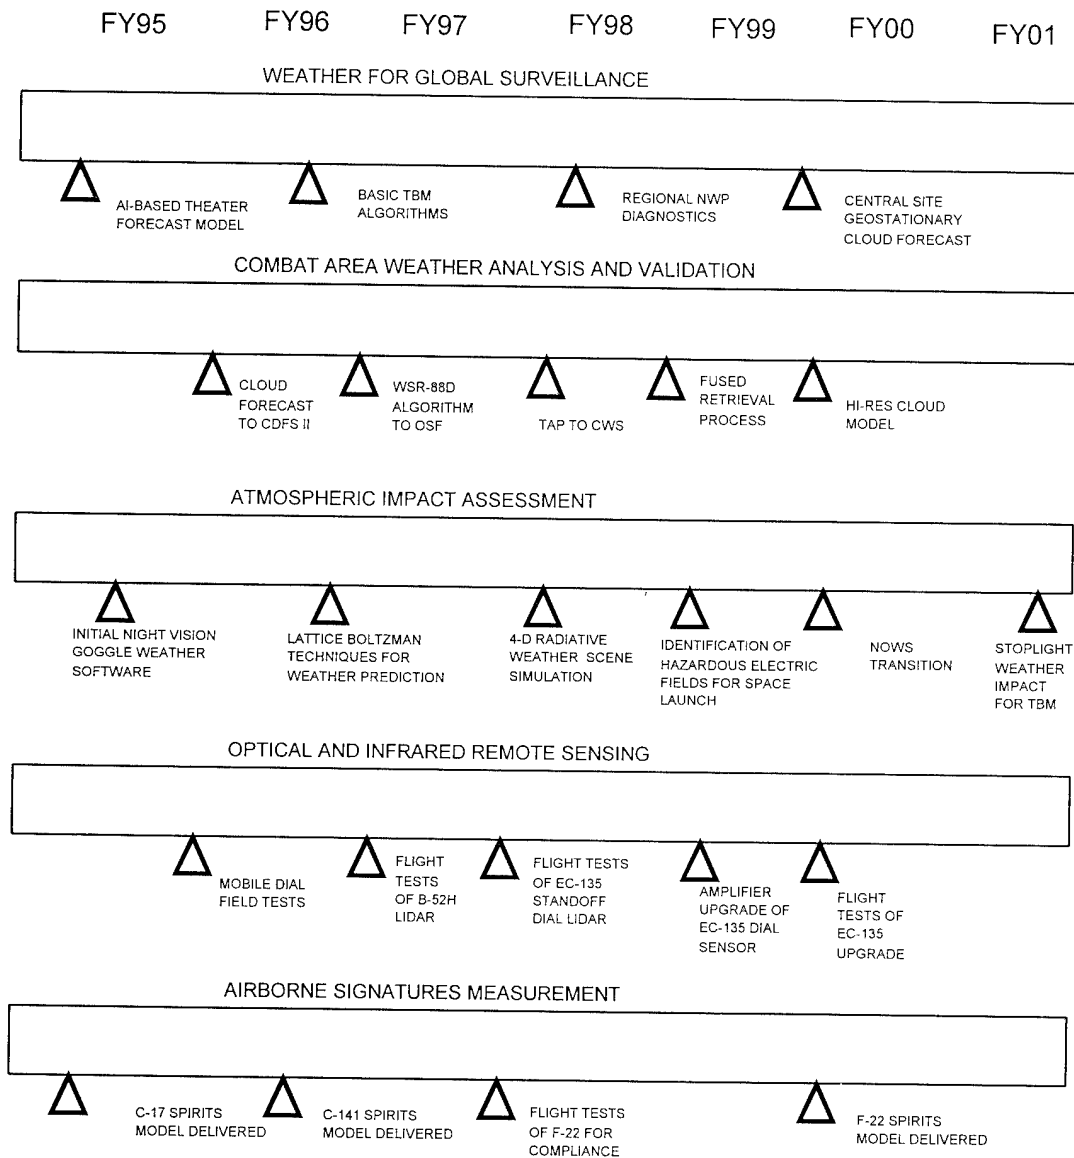 FY95 FY96 FY97 FY98 FY99 FY00 FY01
WEATHER FOR GLOBAL SURVEILLANCE
AI-BASED THEATER
FORECAST MODEL
BASIC TBM
ALGORITHMS
REGIONAL NWP
DIAGNOSTICS
CENTRAL SITE
GEOSTATIONARY
CLOUD FORECAST
COMBAT AREA WEATHER ANALYSIS AND VALIDATION
CLOUD
FORECAST
TO CDFS II
WSR-88D
ALGORITHM
TO OSF
TAP TO CWS
FUSED
RETRIEVAL
PROCESS
HI-RES CLOUD
MODEL
ATMOSPHERIC IMPACT ASSESSMENT
INITIAL NIGHT VISION
GOGGLE WEATHER
SOFTWARE
LATTICE BOLTZMAN
TECHNIQUES FOR
WEATHER PREDICTION
4-D RADIATIVE
WEATHER SCENE
SIMULATION
IDENTIFICATION OF
HAZARDOUS ELECTRIC
FIELDS FOR SPACE
LAUNCH
NOWS
TRANSITION
STOPLIGHT
WEATHER
IMPACT
FOR TBM
OPTICAL AND INFRARED REMOTE SENSING
MOBILE DIAL
FIELD TESTS
FLIGHT
TESTS
OF B-52H
LIDAR
FLIGHT TESTS
OF EC-135
STANDOFF
DIAL LIDAR
AMPLIFIER
UPGRADE OF
EC-135 DIAL
SENSOR
FLIGHT
TESTS OF
EC-135
UPGRADE
AIRBORNE SIGNATURES MEASUREMENT
C-17 SPIRITS
MODEL DELIVERED
C-141 SPIRITS
MODEL DELIVERED
FLIGHT TESTS
OF F-22 FOR
COMPLIANCE
F-22 SPIRITS
MODEL DELIVERED